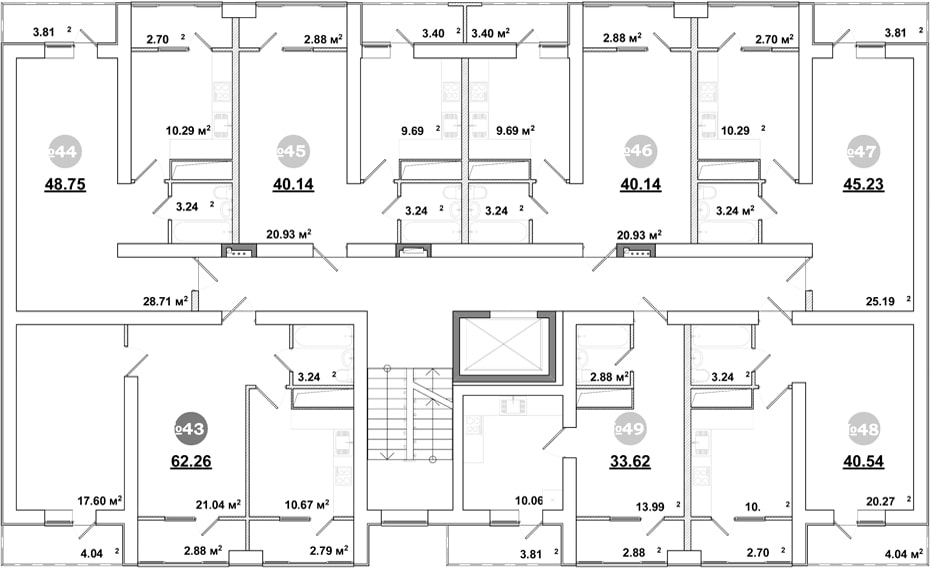 3.81 2
2.70 2
2.88 м2
3.40 2
3.40 м2
2.88 м2
2.70 м2
3.81 2
10.29 м2
9.69 2
9.69 м2
10.29 2
№44
48.75
№45
40.14
№46
40.14
№47
45.23
3.24 2
3.24 2
3.24 2
3.24 м2
20.93 м2
20.93 м2
28.71 м2
25.19 2
3.24 2
2.88 м2
3.24 2
№43
62.26
№49
33.62
№48
40.54
17.60 м2
21.04 м2
10.67 м2
10.06
13.99 2
10.
20.27 2
4.04 2
2.88 м2
2.79 м2
3.81 2
2.88 2
2.70 2
4.04 м2